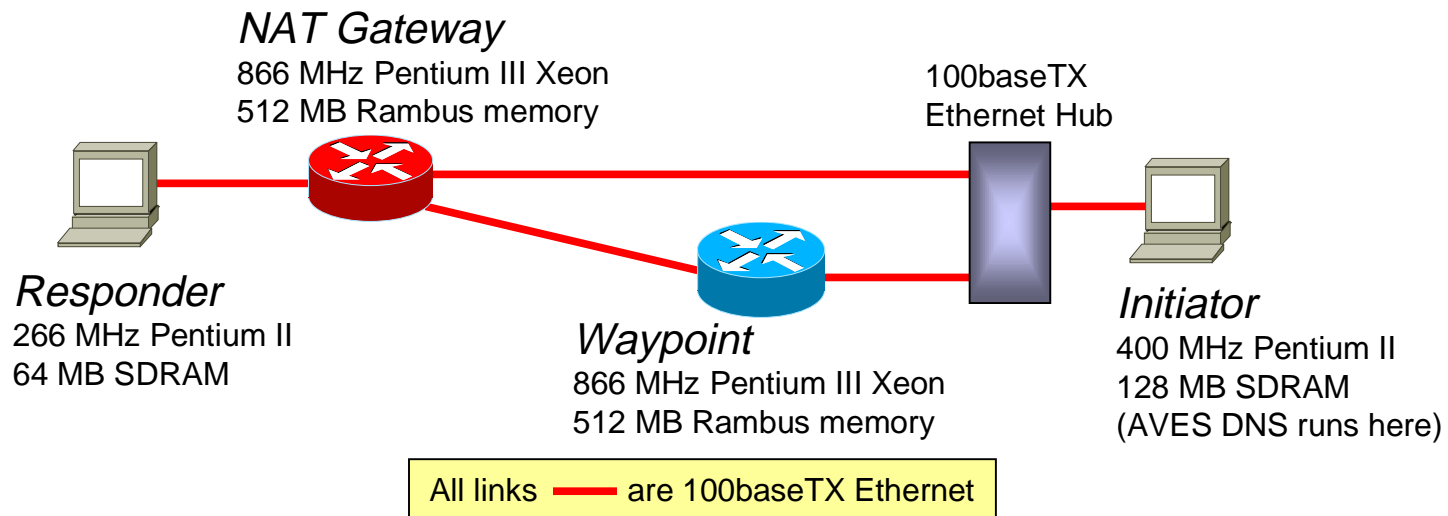 NAT Gateway
866 MHz Pentium III Xeon
512 MB Rambus memory
100baseTX
Ethernet Hub
Responder
266 MHz Pentium II
64 MB SDRAM
Waypoint
866 MHz Pentium III Xeon
512 MB Rambus memory
Initiator
400 MHz Pentium II
128 MB SDRAM
(AVES DNS runs here)
All links are 100baseTX Ethernet